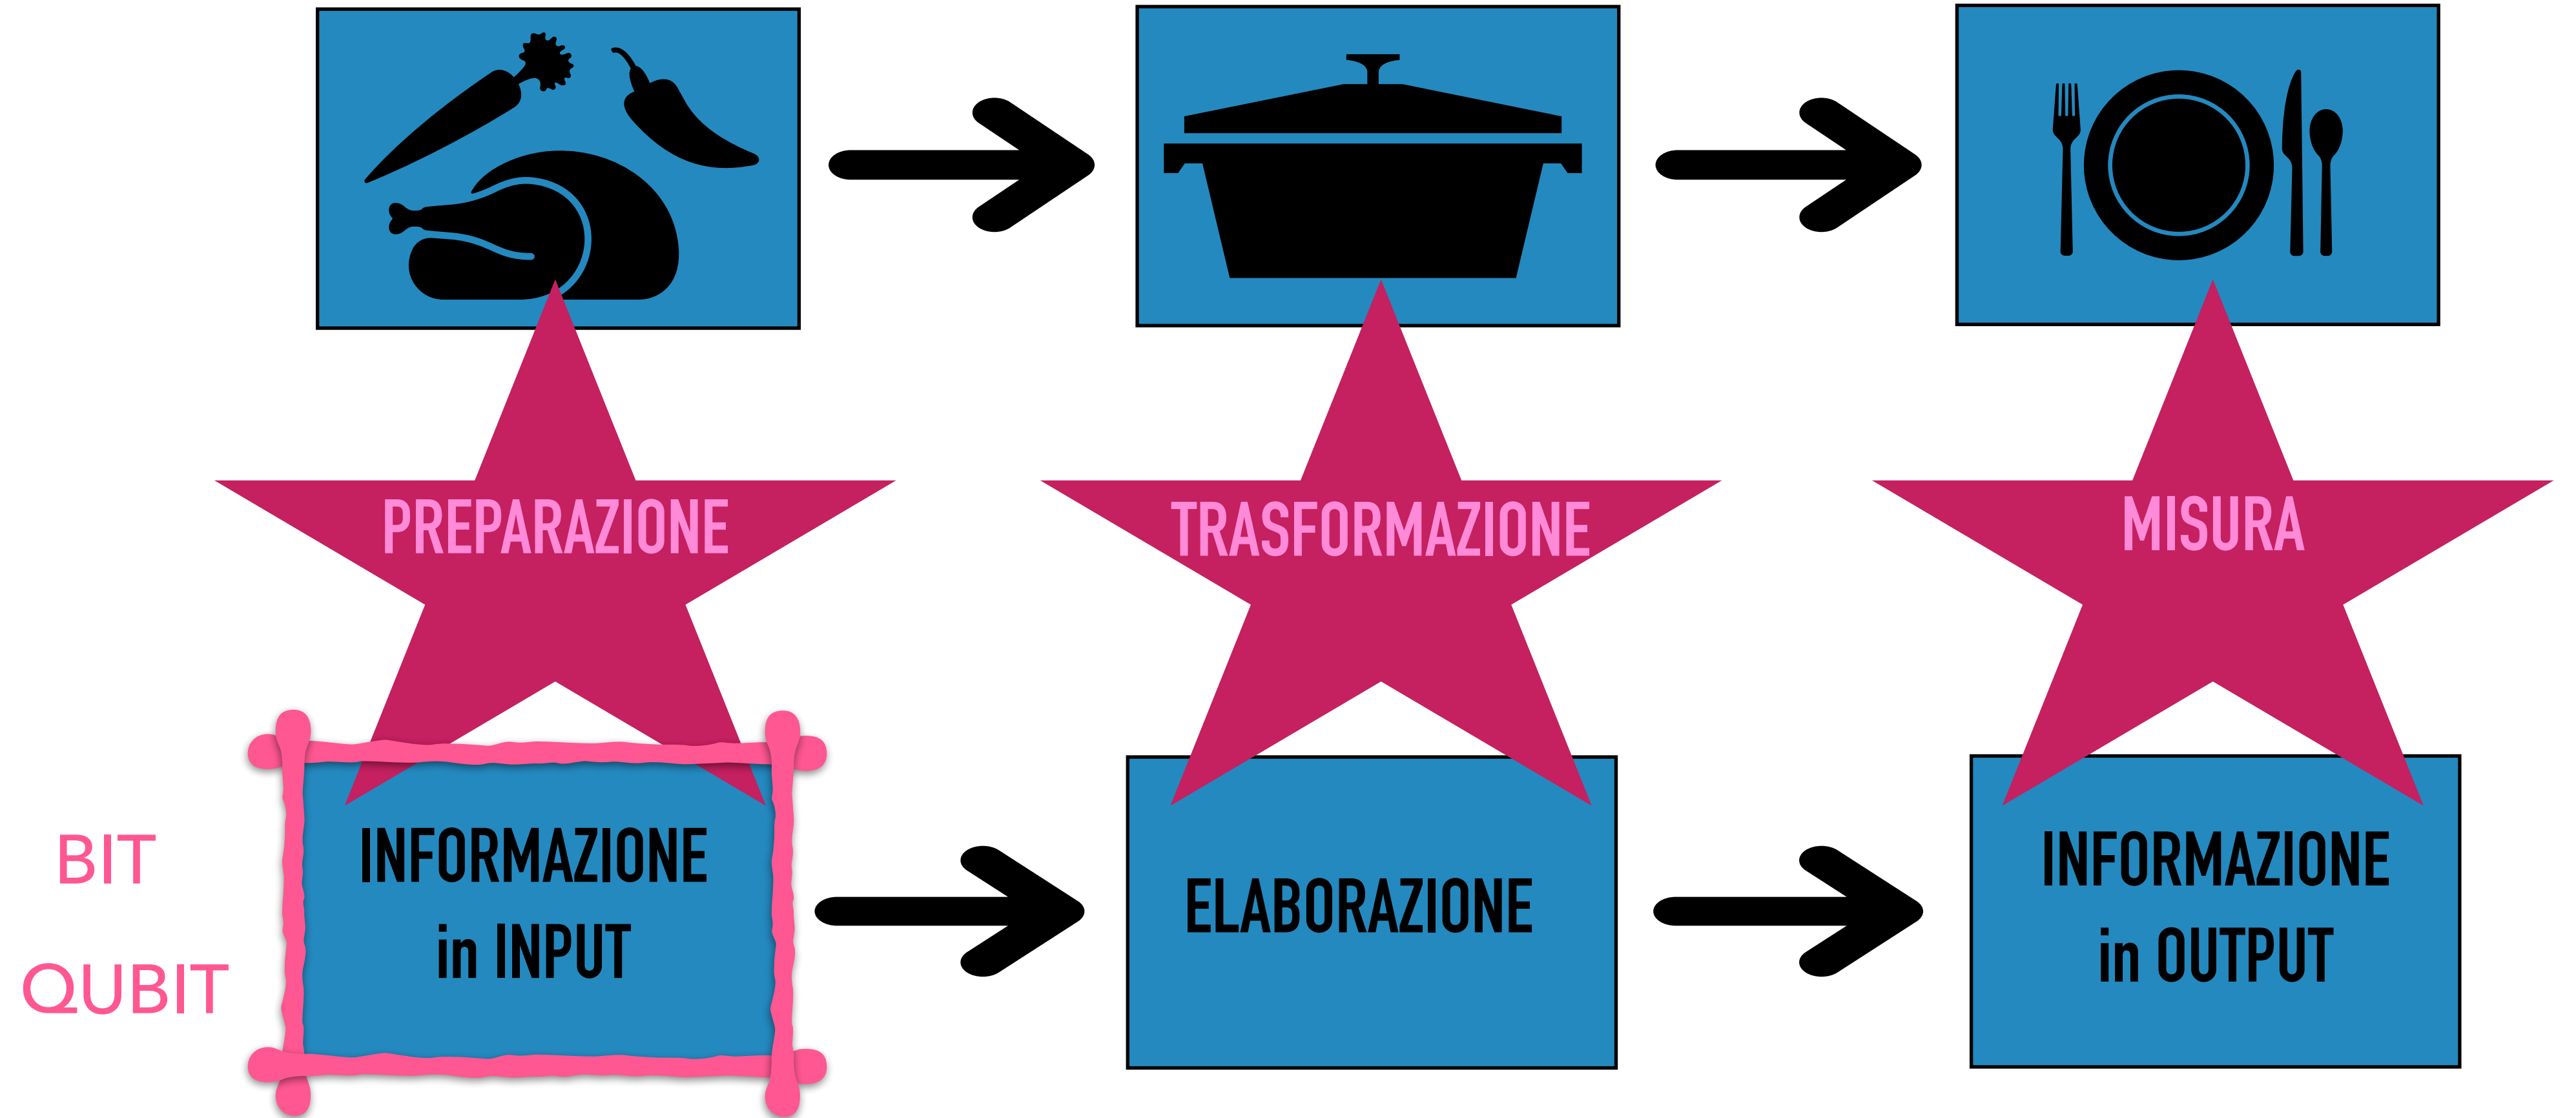 PREPARAZIONE
TRASFORMAZIONE
MISURA
BIT
QUBIT
INFORMAZIONE
in INPUT
ELABORAZIONE
INFORMAZIONE
in OUTPUT